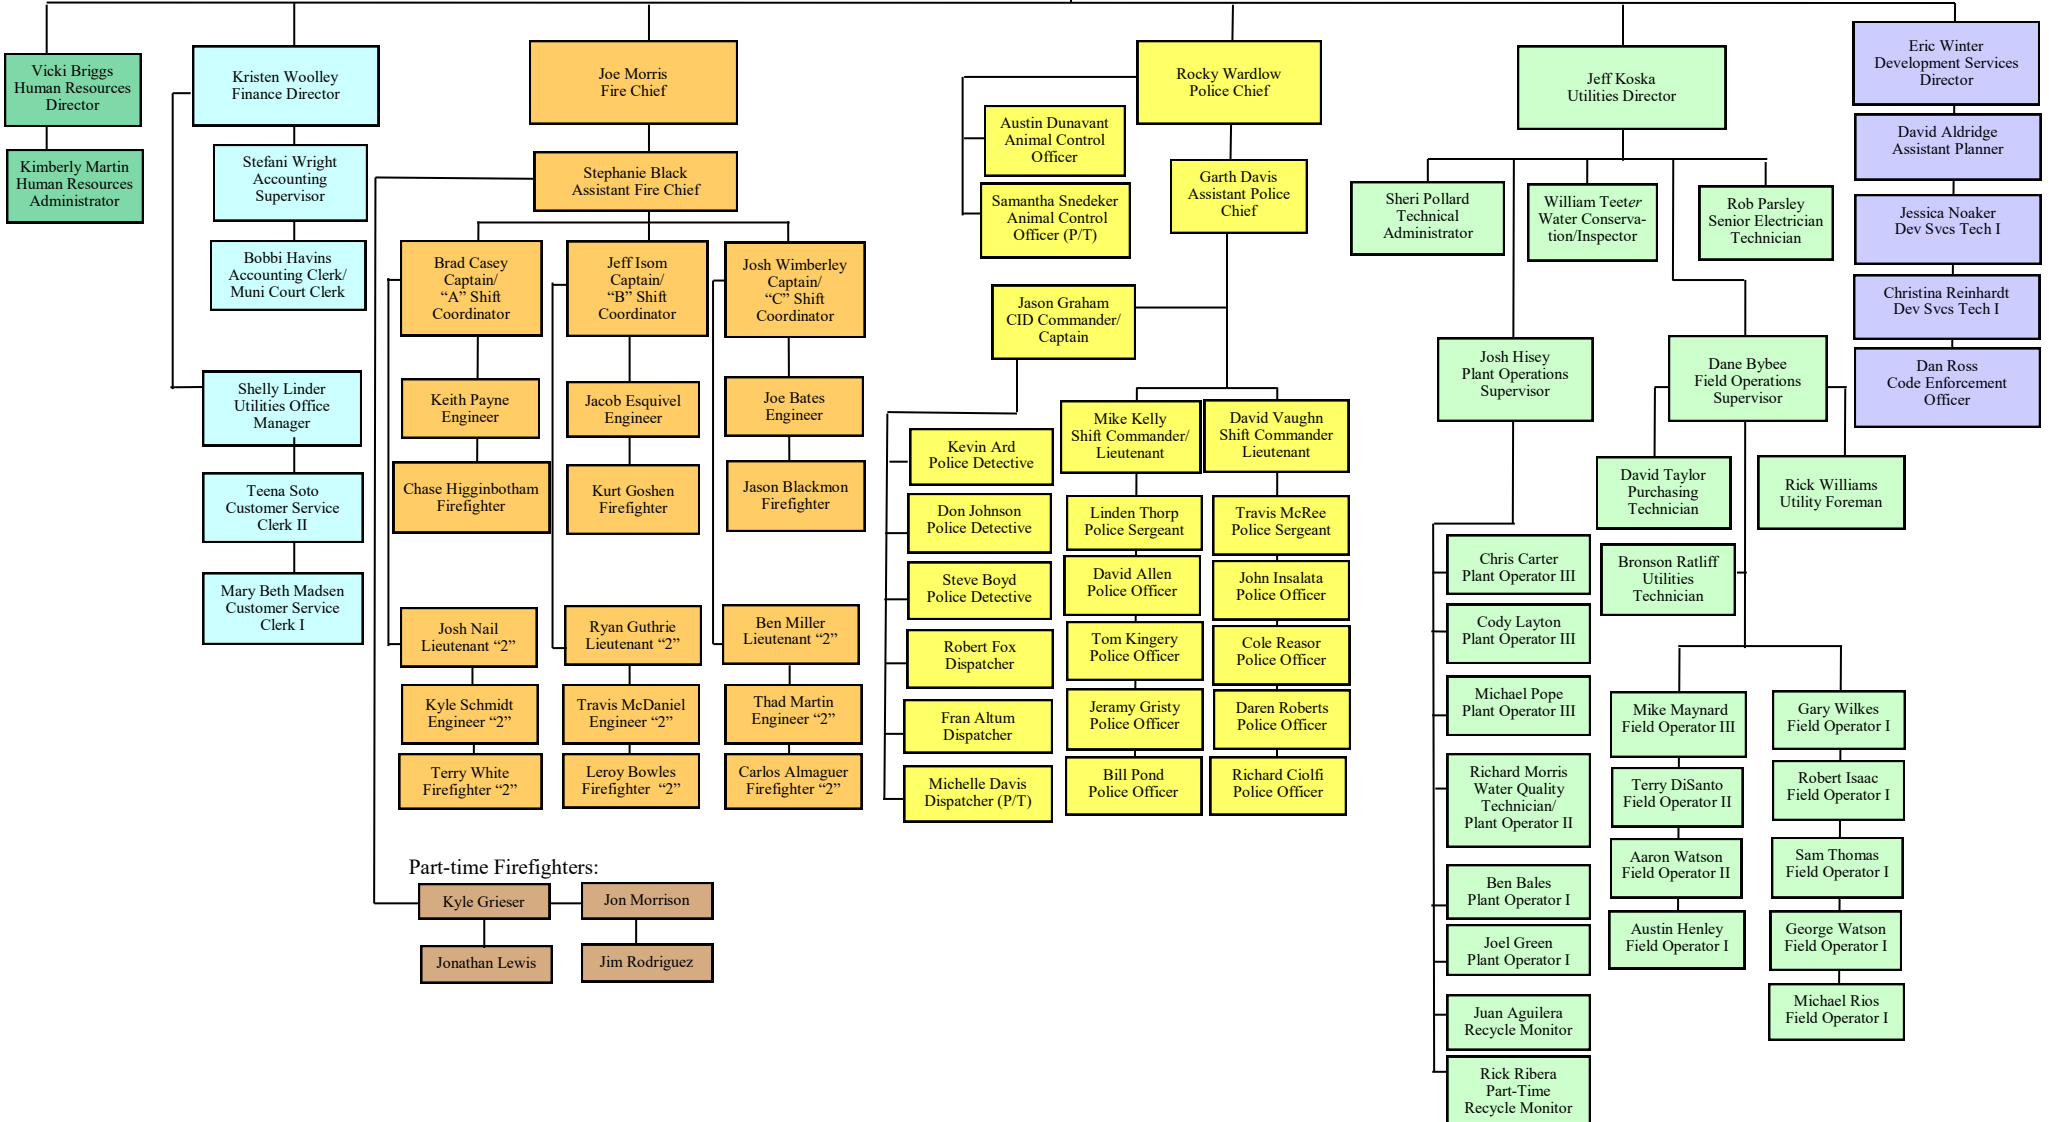 Vicki Briggs
Human Resources
Director
Kimberly Martin
Human Resources
Administrator
Kristen Woolley
Finance Director
Stefani Wright
Accounting
Supervisor
Bobbi Havins
Accounting Clerk/
Muni Court Clerk
Shelly Linder
Utilities Office
Manager
Teena Soto
Customer Service
Clerk II
Mary Beth Madsen
Customer Service
Clerk I
Joe Morris
Fire Chief
Stephanie Black
Assistant Fire Chief
Brad Casey
Captain/
“A” Shift
Coordinator
Keith Payne
Engineer
Chase Higginbotham
Firefighter
Josh Nail
Lieutenant “2”
Kyle Schmidt
Engineer “2”
Terry White
Firefighter “2”
Jeff Isom
Captain/
“B” Shift
Coordinator
Jacob Esquivel
Engineer
Kurt Goshen
Firefighter
Ryan Guthrie
Lieutenant “2”
Travis McDaniel
Engineer “2”
Leroy Bowles
Firefighter “2”
Josh Wimberley
Captain/
“C” Shift
Coordinator
Joe Bates
Engineer
Jason Blackmon
Firefighter
Ben Miller
Lieutenant “2”
Thad Martin
Engineer “2”
Carlos Almaguer
Firefighter “2”
Part-time Firefighters:
Kyle Grieser
Jon Morrison
Jonathan Lewis
Jim Rodriguez
Rocky Wardlow
Police Chief
Austin Dunavant
Animal Control
Officer
Samantha Snedeker
Animal Control
Officer (P/T)
Garth Davis
Assistant Police
Chief
Jason Graham
CID Commander/
Captain
Kevin Ard
Police Detective
Don Johnson
Police Detective
Steve Boyd
Police Detective
Robert Fox
Dispatcher
Fran Altum
Dispatcher
Michelle Davis
Dispatcher (P/T)
Mike Kelly
Shift Commander/
Lieutenant
Linden Thorp
Police Sergeant
David Allen
Police Officer
Tom Kingery
Police Officer
Jeramy Gristy
Police Officer
Bill Pond
Police Officer
David Vaughn
Shift Commander
Lieutenant
Travis McRee
Police Sergeant
John Insalata
Police Officer
Cole Reasor
Police Officer
Daren Roberts
Police Officer
Richard Ciolfi
Police Officer
Jeff Koska
Utilities Director
Sheri Pollard
Technical
Administrator
William Teeter
Water Conserva-
tion/Inspector
Rob Parsley
Senior Electrician
Technician
Josh Hisey
Plant Operations
Supervisor
Chris Carter
Plant Operator III
Cody Layton
Plant Operator III
Michael Pope
Plant Operator III
Richard Morris
Water Quality
Technician/
Plant Operator II
Ben Bales
Plant Operator I
Joel Green
Plant Operator I
Juan Aguilera
Recycle Monitor
Rick Ribera
Part-Time
Recycle Monitor
Dane Bybee
Field Operations
Supervisor
David Taylor
Purchasing
Technician
Rick Williams
Utility Foreman
Bronson Ratliff
Utilities
Technician
Mike Maynard
Field Operator III
Terry DiSanto
Field Operator II
Aaron Watson
Field Operator II
Austin Henley
Field Operator I
Gary Wilkes
Field Operator I
Robert Isaac
Field Operator I
Sam Thomas
Field Operator I
George Watson
Field Operator I
Michael Rios
Field Operator I
Eric Winter
Development Services
Director
David Aldridge
Assistant Planner
Jessica Noaker
Dev Svcs Tech I
Christina Reinhardt
Dev Svcs Tech I
Dan Ross
Code Enforcement
Officer